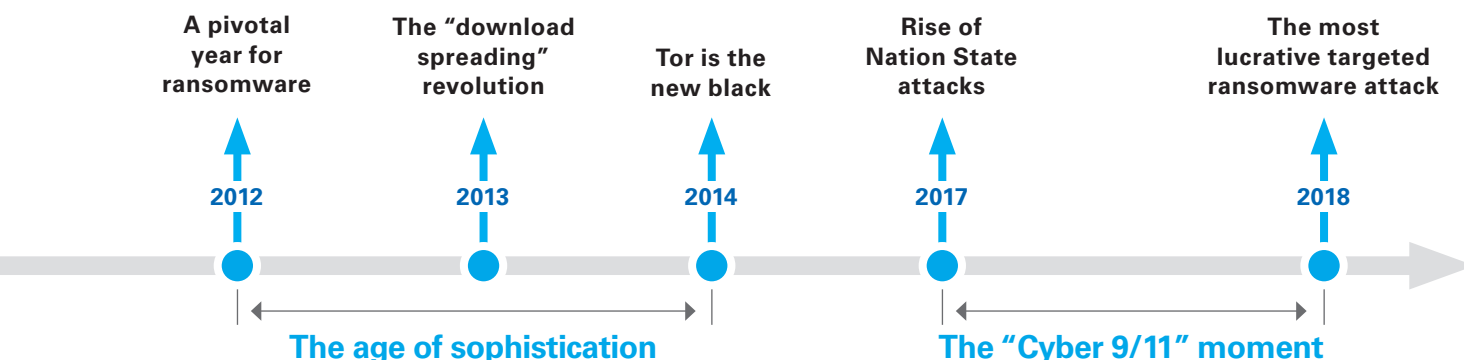 A pivotal
year for
ransomware
The “download
spreading”
revolution
Tor is the
new black
Rise of
Nation State
attacks
The most
lucrative targeted
ransomware attack
2012
2013
2014
2017
2018
The age of sophistication
The “Cyber 9/11” moment